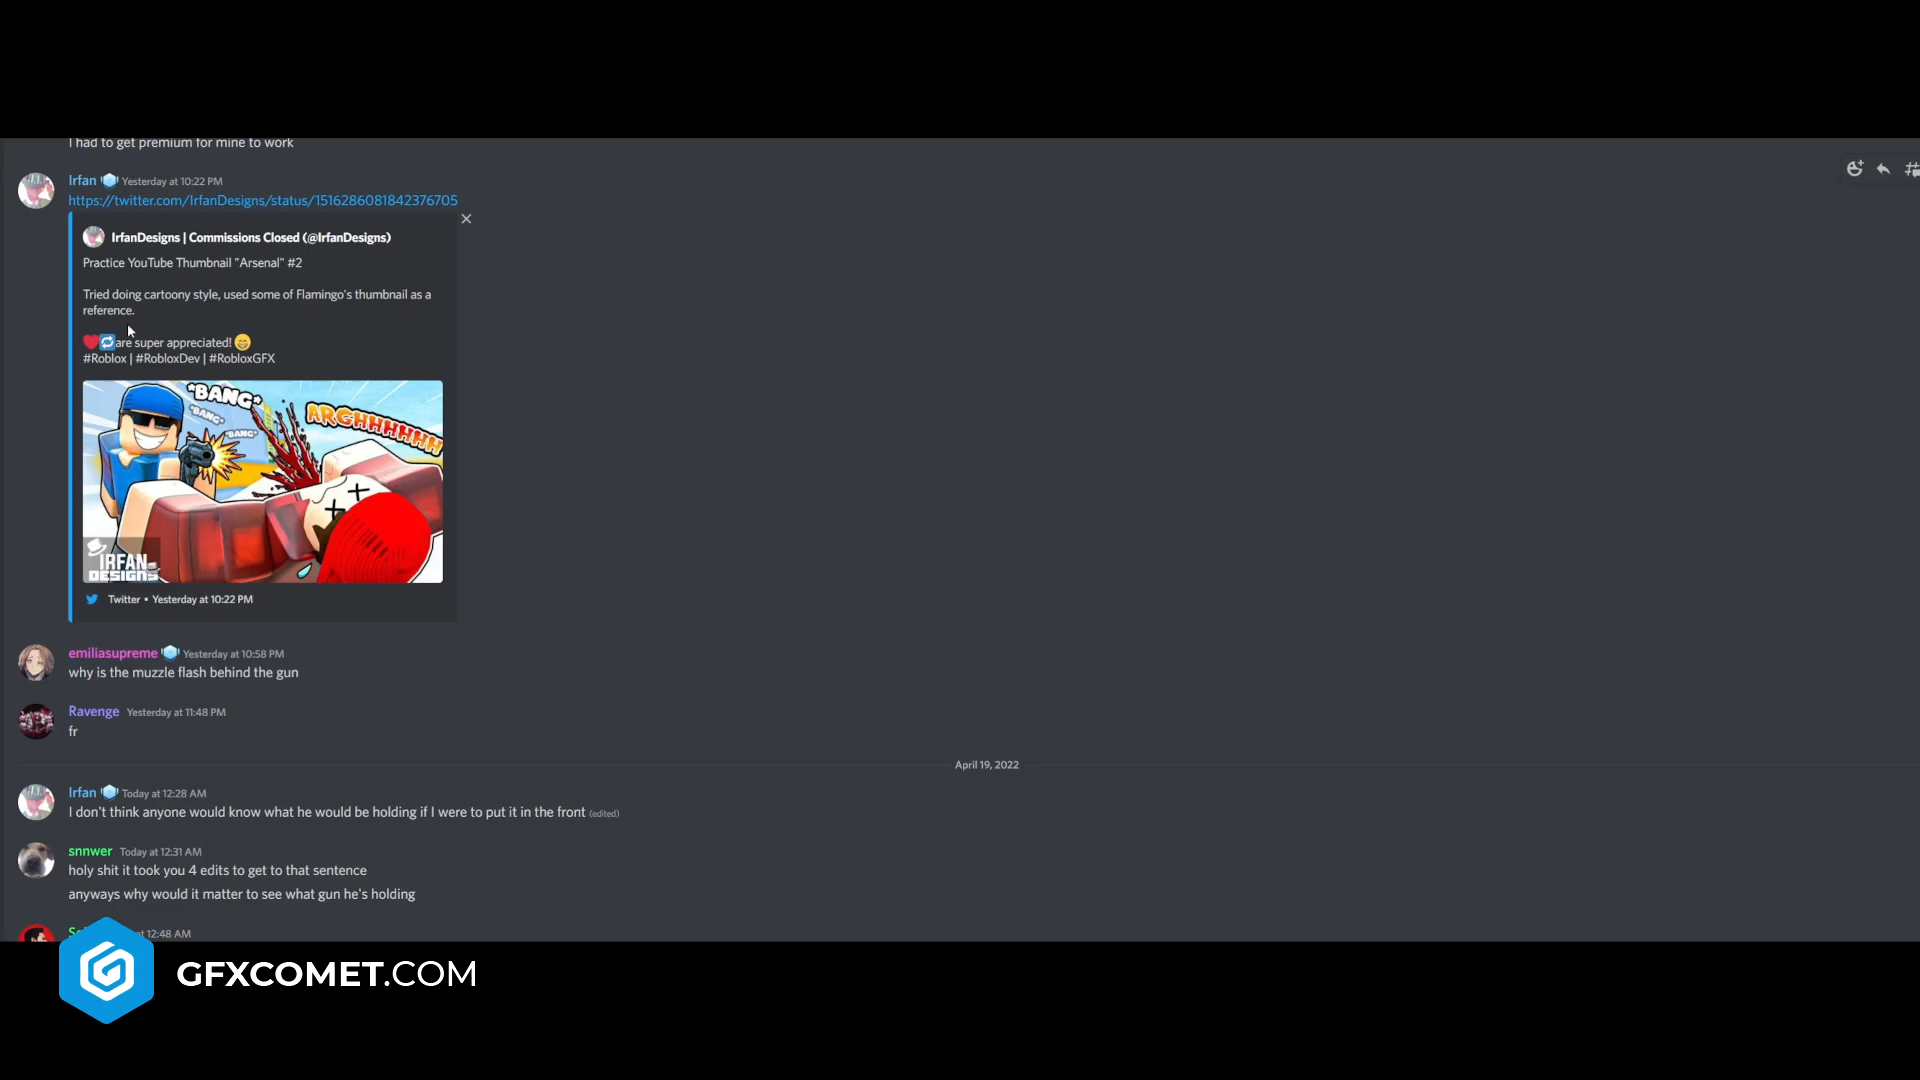 I had to get premium for mine to work
Irfan Yesterday at 10:22 PM
https://twitter.com/IrfanDesigns/status/1516286081842376705
IrfanDesigns | Commissions Closed (@IrfanDesigns)
Practice YouTube Thumbnail "Arsenal" #2
Tried doing cartoony style, used some of Flamingo's thumbnail as a
reference.
❤️🔁are super appreciated! 😁
#Roblox | #RobloxDev | #RobloxGFX
*BANG*
*BANG*
*BANG*
ARGHHHHHHH
IRFAN
DESIGNS
Twitter • Yesterday at 10:22 PM
emiliasupreme Yesterday at 10:58 PM
why is the muzzle flash behind the gun
Ravenge Yesterday at 11:48 PM
fr
April 19, 2022
Irfan Today at 12:28 AM
I don't think anyone would know what he would be holding if I were to put it in the front (edited)
snnwer Today at 12:31 AM
holy shit it took you 4 edits to get to that sentence
anyways why would it matter to see what gun he's holding
12:48 AM
GFXCOMET.COM